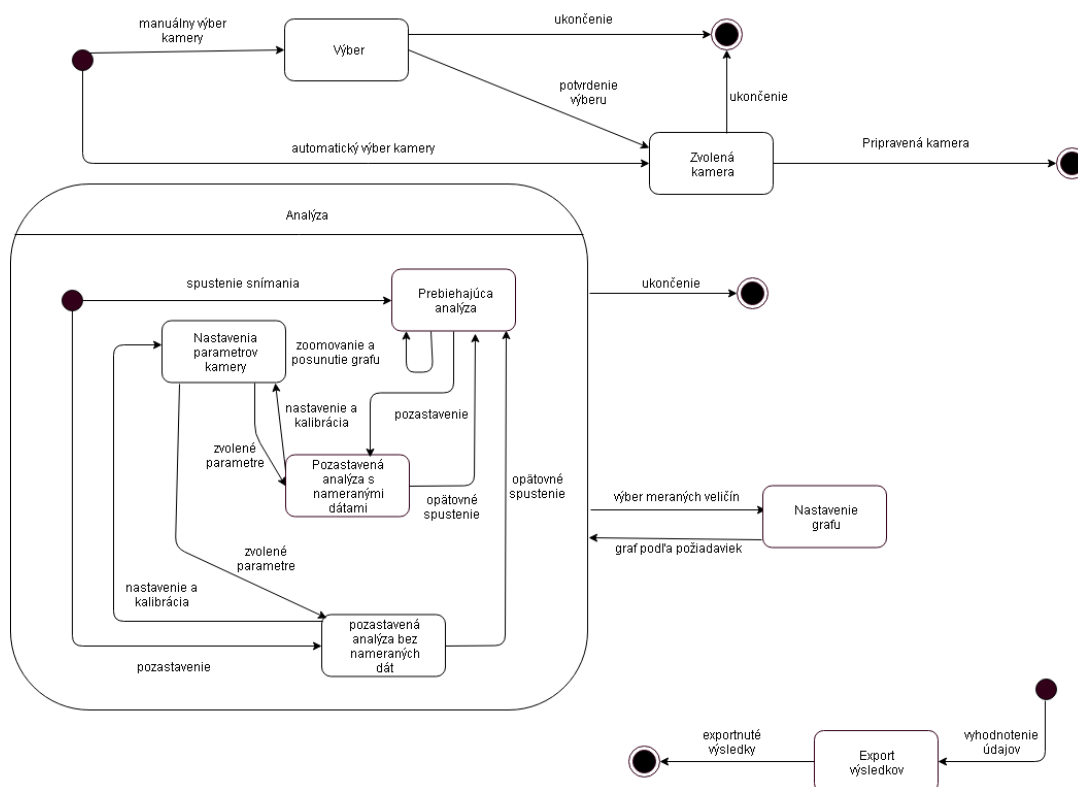 manuálny výber
kamery
Výber
ukončenie
potvrdenie
výberu
ukončenie
automatický výber kamery
Zvolená
kamera
Pripravená kamera
Analýza
spustenie snímania
Prebiehajúca
analýza
ukončenie
Nastavenia
parametrov
kamery
zoomovanie a
posunutie grafu
nastavenie a
kalibrácia
pozastavenie
zvolené
parametre
Pozastavená
analýza s
nameranými
dátami
opätovné
spustenie
opätovné
spustenie
výber meraných veličín
Nastavenie
grafu
graf podľa požiadaviek
zvolené
parametre
nastavenie a
kalibrácia
pozastavená
analýza bez
nameraných
dát
pozastavenie
exportnuté
výsledky
Export
výsledkov
vyhodnotenie
údajov